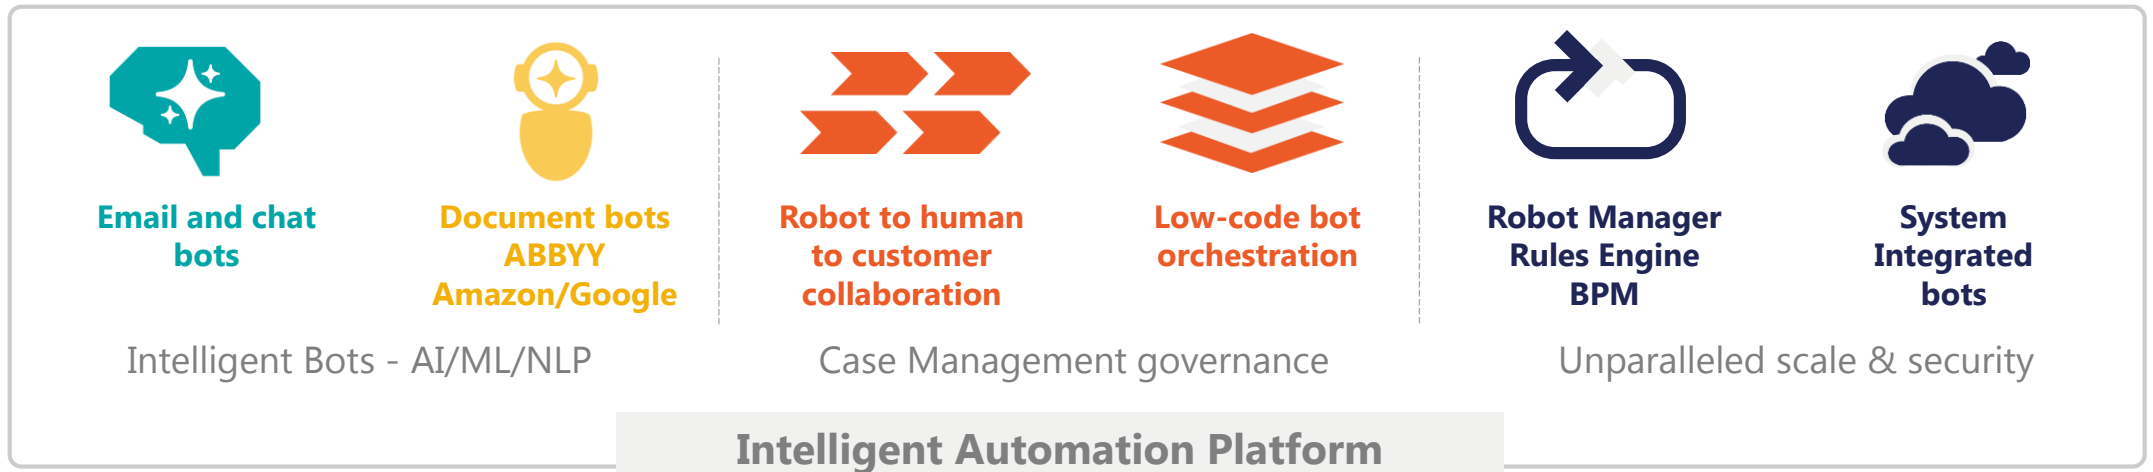 Email and chat
bots
Document bots
ABBYY
Amazon/Google
Robot to human
to customer
collaboration
Low-code bot
orchestration
Robot Manager
Rules Engine
BPM
System
Integrated
bots
Intelligent Bots - AI/ML/NLP
Case Management governance
Unparalleled scale & security
Intelligent Automation Platform